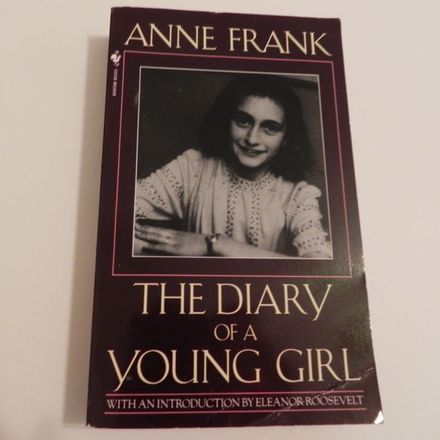 ANNE FRANK
THE DIARY
OF A
YOUNG GIRL
WITH AN INTRODUCTION BY ELEANOR ROOSEVELT